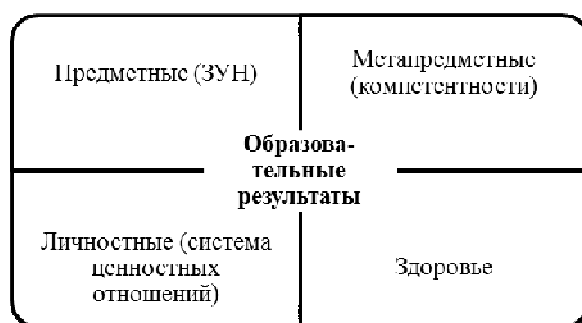 Предметные (ЗУН)
Метапредметные
(компетентности)
Образова-
тельные
результаты
Личностные (система
ценностных
отношений)
Здоровье